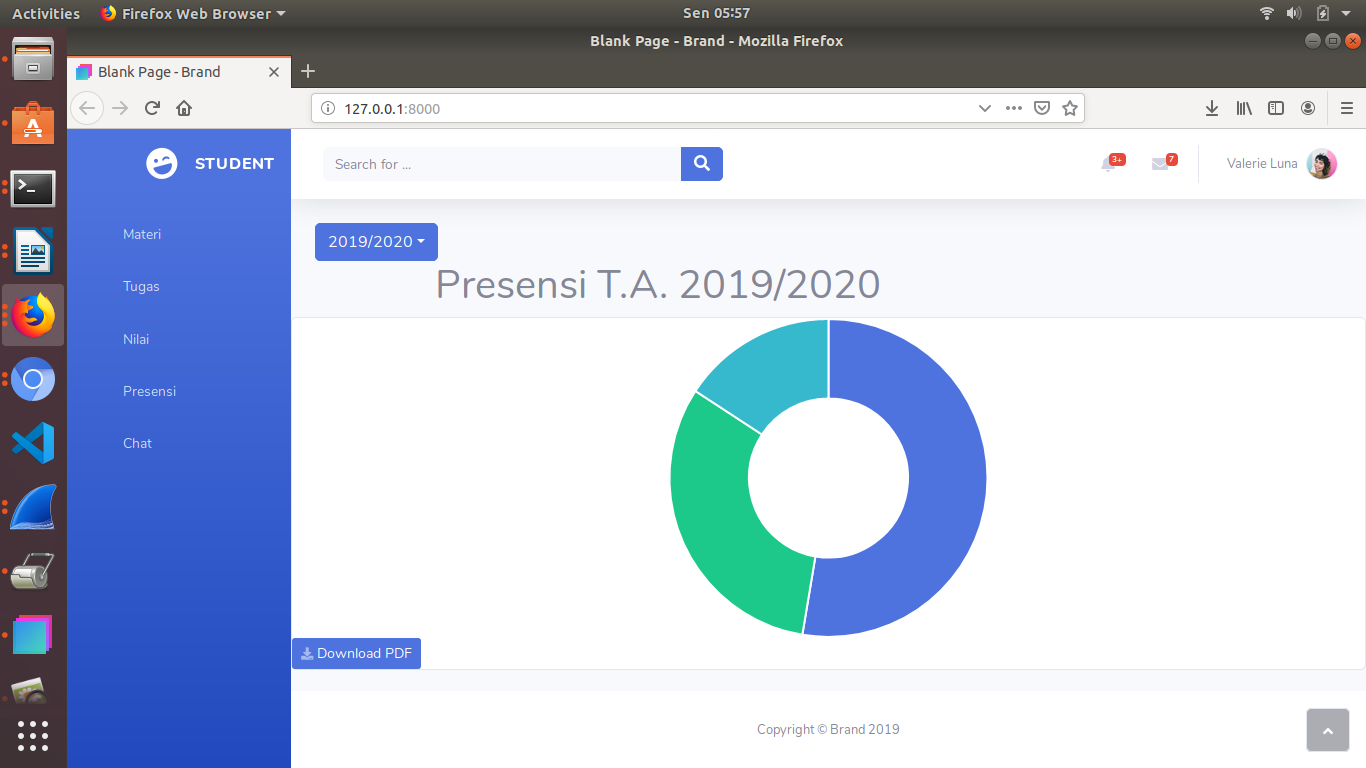 Activities Firefox Web Browser Sen 05:57
Blank Page - Brand - Mozilla Firefox
Blank Page - Brand
127.0.0.1:8000
STUDENT
Search for ...
3+ 7 Valerie Luna
Materi
Tugas
Nilai
Presensi
Chat
2019/2020
Presensi T.A. 2019/2020
Download PDF
Copyright © Brand 2019